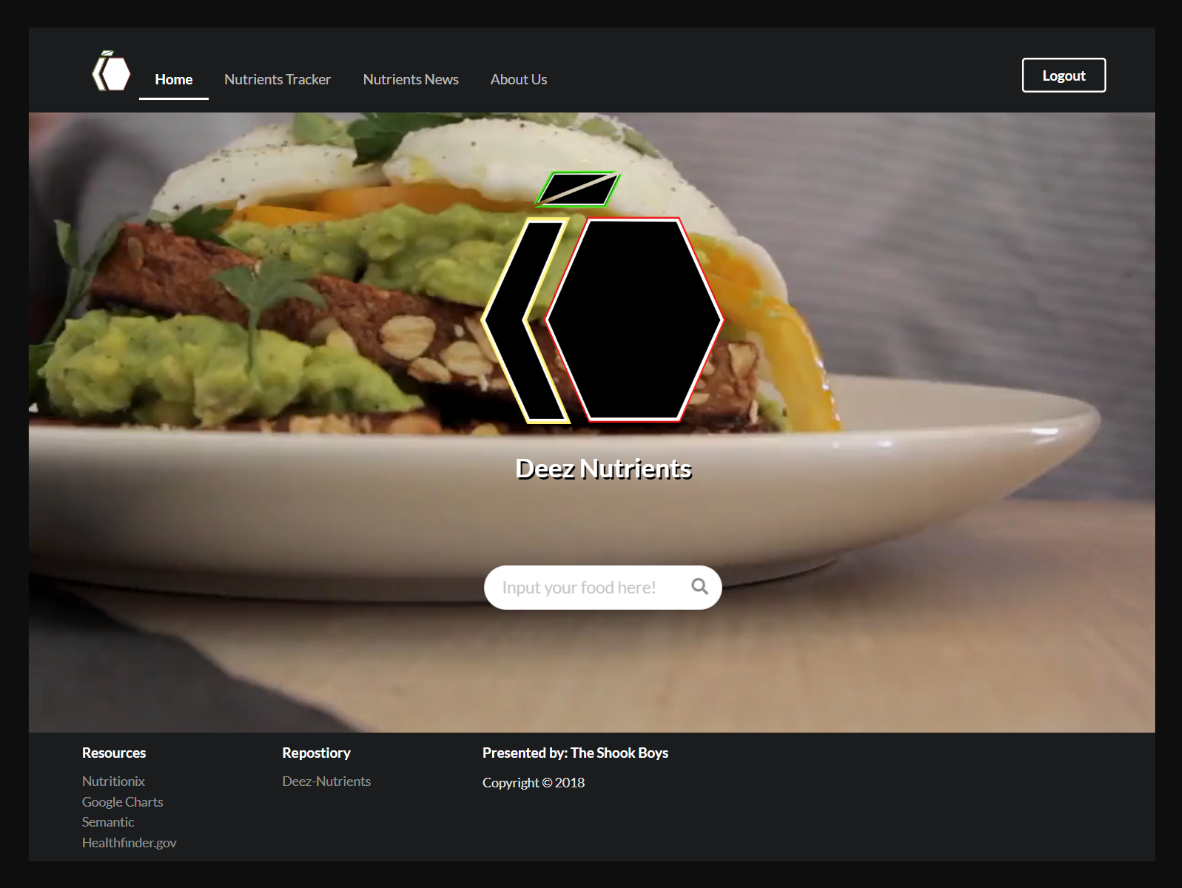 Home Nutrients Tracker Nutrients News About Us Logout
Deez Nutrients
Input your food here!
Resources
Nutritionix
Google Charts
Semantic
Healthfinder.gov
Repostiory
Deez-Nutrients
Presented by: The Shook Boys
Copyright © 2018